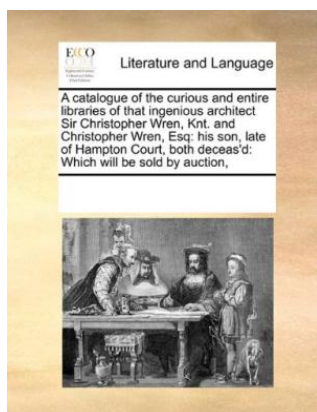 ECCO
Literature and Language
A catalogue of the curious and entire
libraries of that ingenious architect
Sir Christopher Wren, Knt. and
Christopher Wren, Esq: his son, late
of Hampton Court, both deceas'd:
Which will be sold by auction,